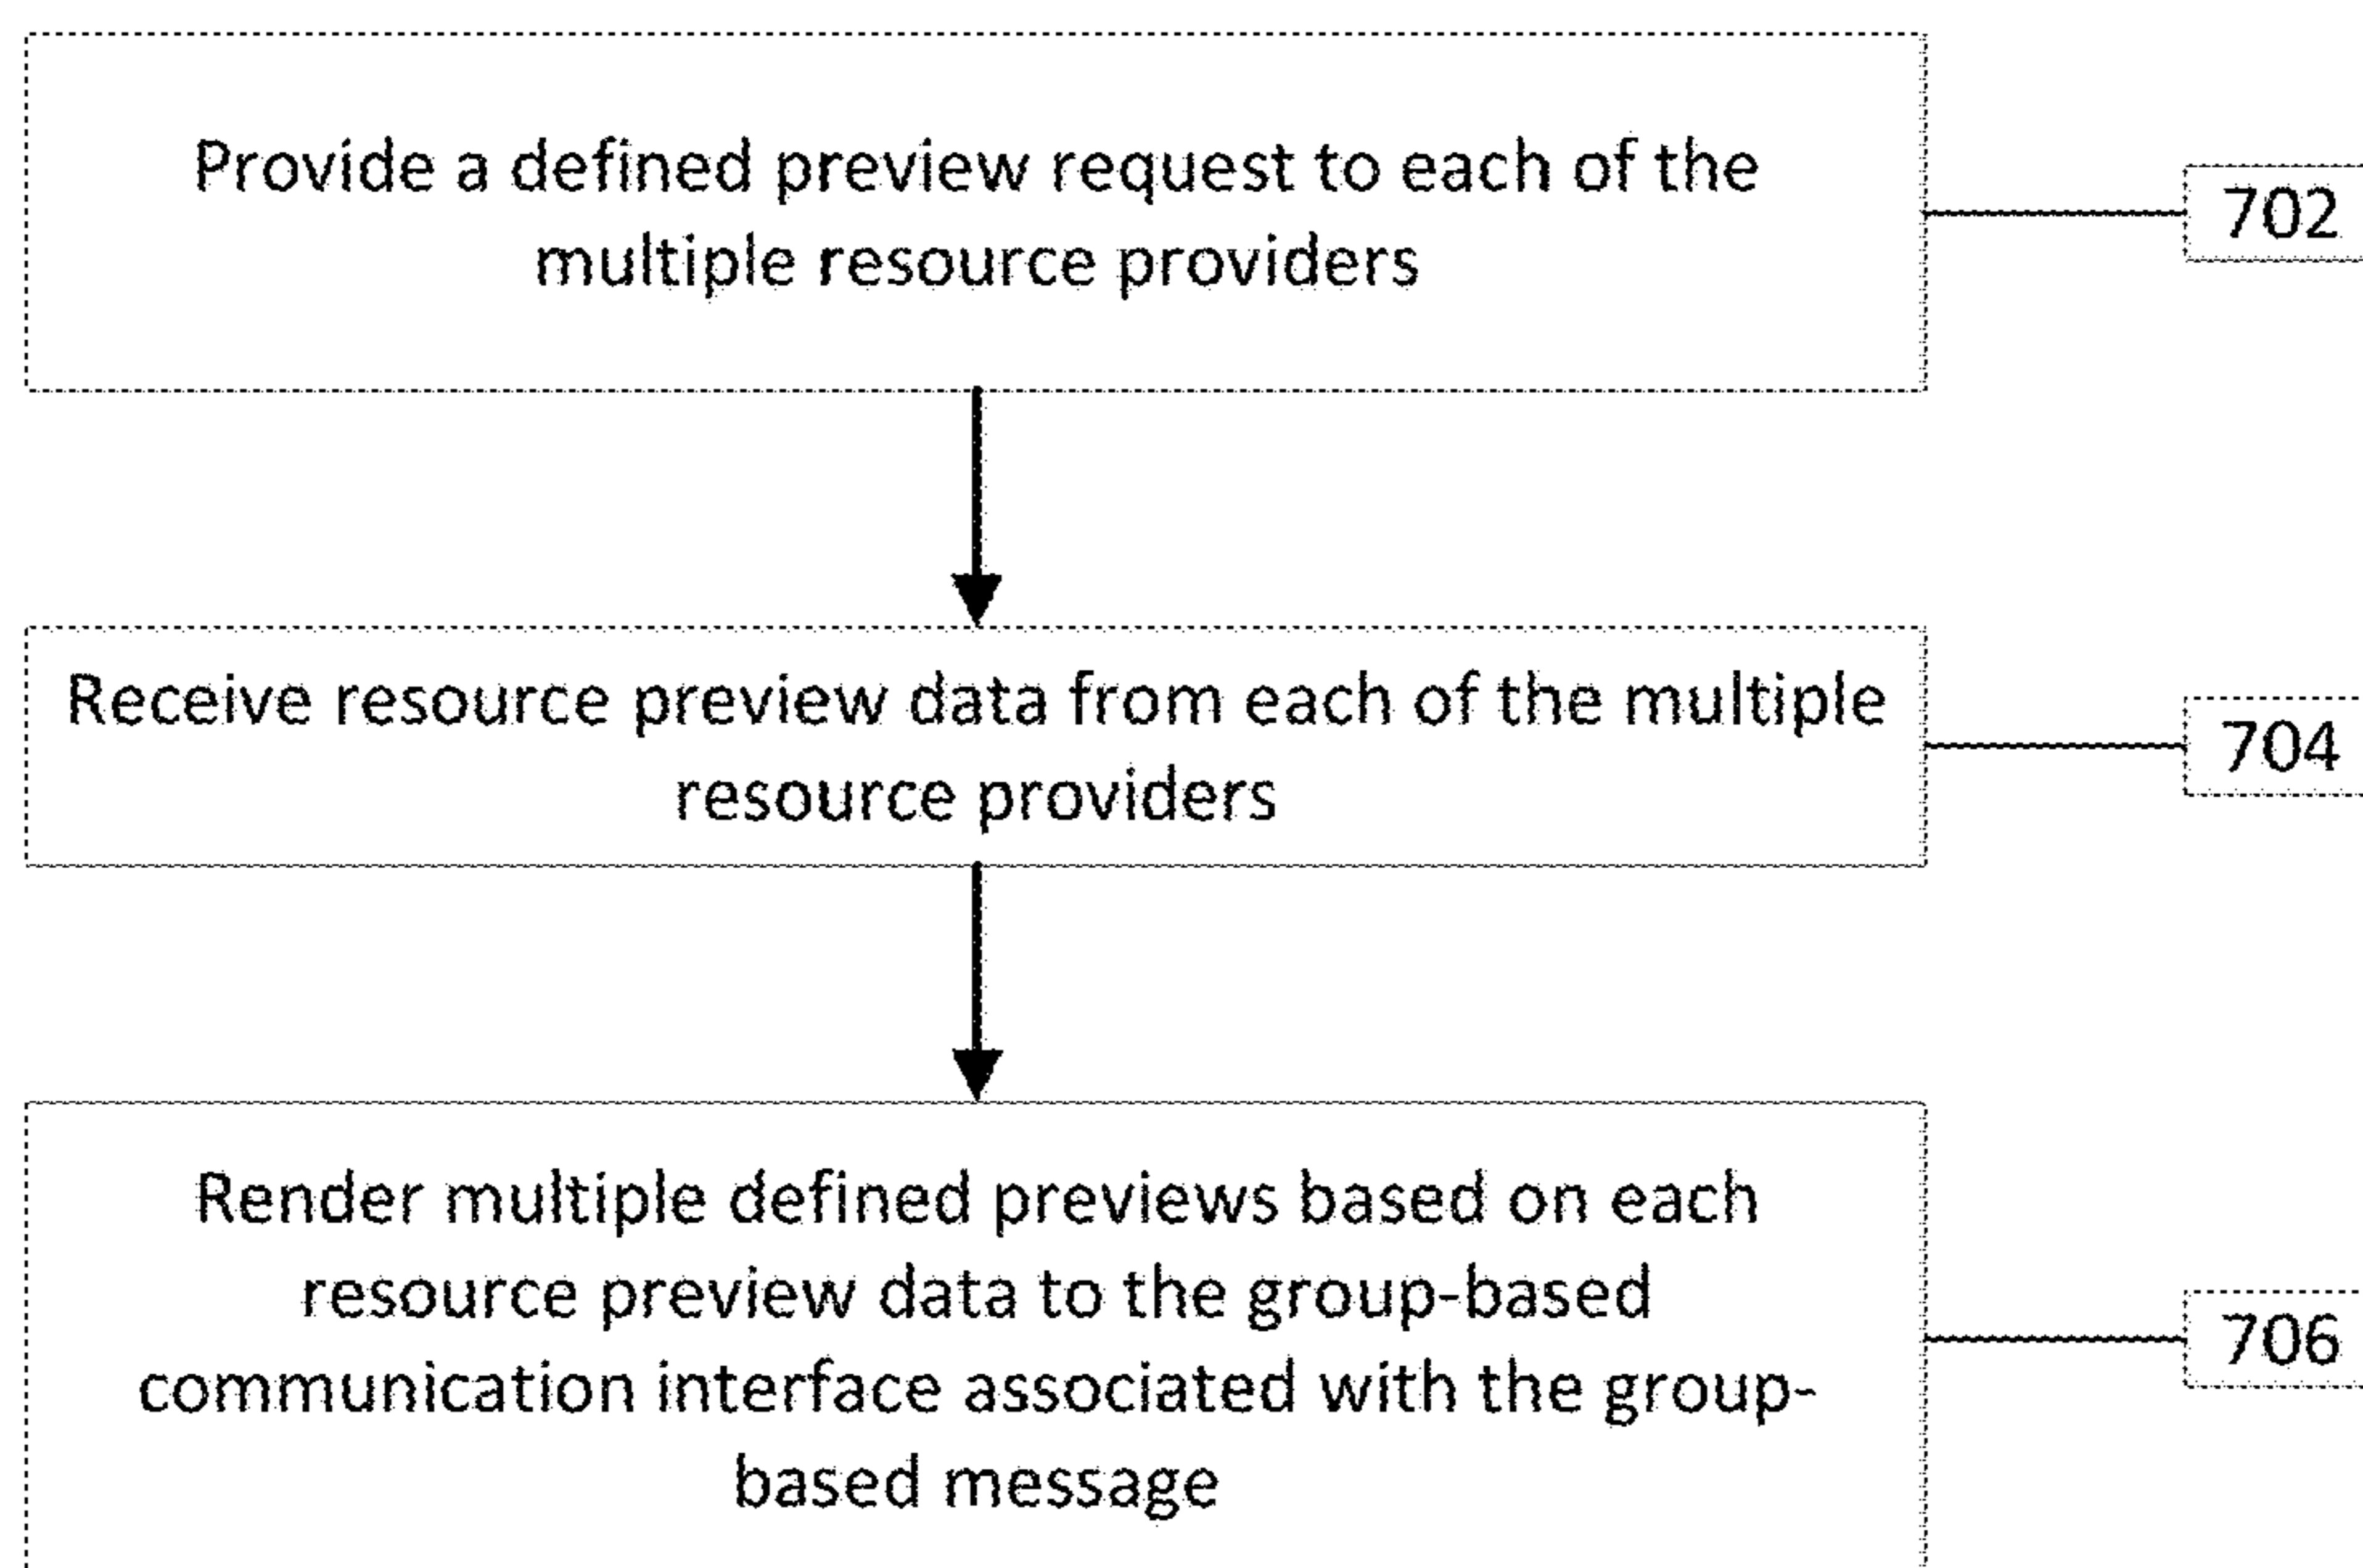 Provide a defined preview request to each of the
multiple resource providers
702
Receive resource preview data from each of the multiple
resource providers
704
Render multiple defined previews based on each
resource preview data to the group-based
communication interface associated with the group-
based message
706